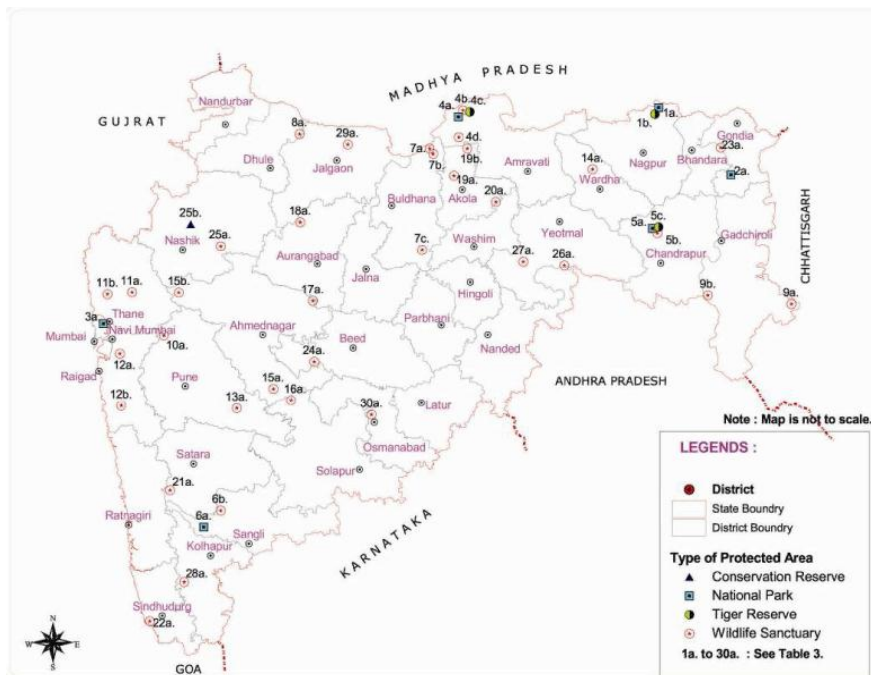 MADHYA PRADESH
GUJRAT
Nandurbar
4b.
4c.
4a.
1a.
1b.
Gondia
8a.
29a.
4d.
23a.
Dhule
Jalgaon
7a.
7b.
19b.
Amravati
14a.
Nagpur
Bhandara
2a.
Wardha
19a.
Akola
20a.
Buldhana
25b.
25a.
Nashik
18a.
Aurangabad
7c.
Washim
Yeotmal
5a.
5c.
5b.
Gadchiroli
CHHATTISGARH
Chandrapur
27a.
26a.
Jalna
Hingoli
9b.
9a.
11b.
11a.
15b.
17a.
Parbhani
3a.
Thane
Navi Mumbai
Mumbai
Ahmednagar
Beed
Nanded
10a.
24a.
Raigad
12a.
Pune
ANDHRA PRADESH
12b.
13a.
15a.
16a.
30a.
Latur
Osmanabad
Note : Map is not to scale.
Satara
Solapur
21a.
6b.
6a.
Ratnagiri
Sangli
Kolhapur
KARNATAKA
28a.
Sindhudurg
22a.
GOA
N
W
E
S
LEGENDS :
District
State Boundry
District Boundry
Type of Protected Area
Conservation Reserve
National Park
Tiger Reserve
Wildlife Sanctuary
1a. to 30a. : See Table 3.